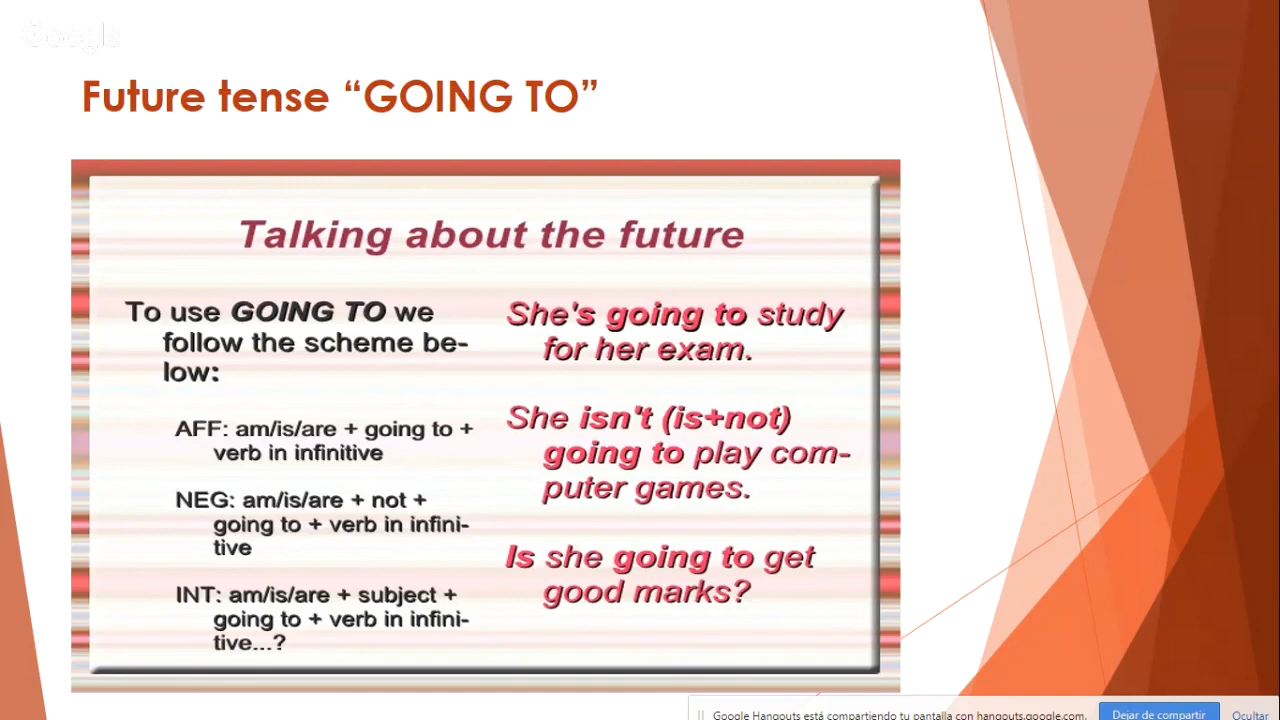 Google
Future tense “GOING TO”
Talking about the future
To use GOING TO we
follow the scheme be-
low:
AFF: am/is/are + going to +
verb in infinitive
NEG: am/is/are + not +
going to + verb in infini-
tive
INT: am/is/are + subject +
going to + verb in infini-
tive...?
She's going to study
for her exam.
She isn't (is+not)
going to play com-
puter games.
Is she going to get
good marks?
Google Hangouts está compartiendo tu pantalla con hangouts.google.com.
Dejar de compartir
Ocultar